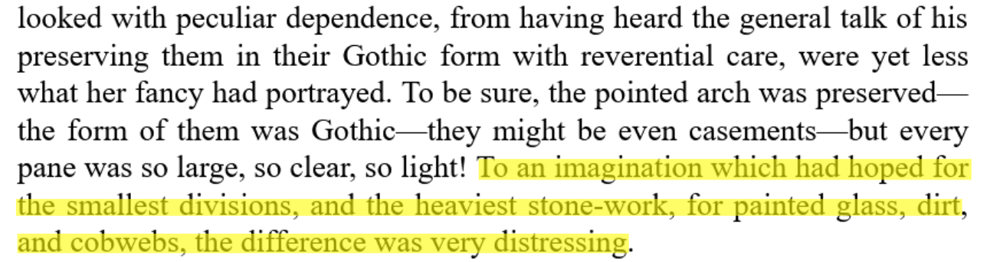 looked with peculiar dependence, from having heard the general talk of his
preserving them in their Gothic form with reverential care, were yet less
what her fancy had portrayed. To be sure, the pointed arch was preserved—
the form of them was Gothic—they might be even casements—but every
pane was so large, so clear, so light! To an imagination which had hoped for
the smallest divisions, and the heaviest stone-work, for painted glass, dirt,
and cobwebs, the difference was very distressing.